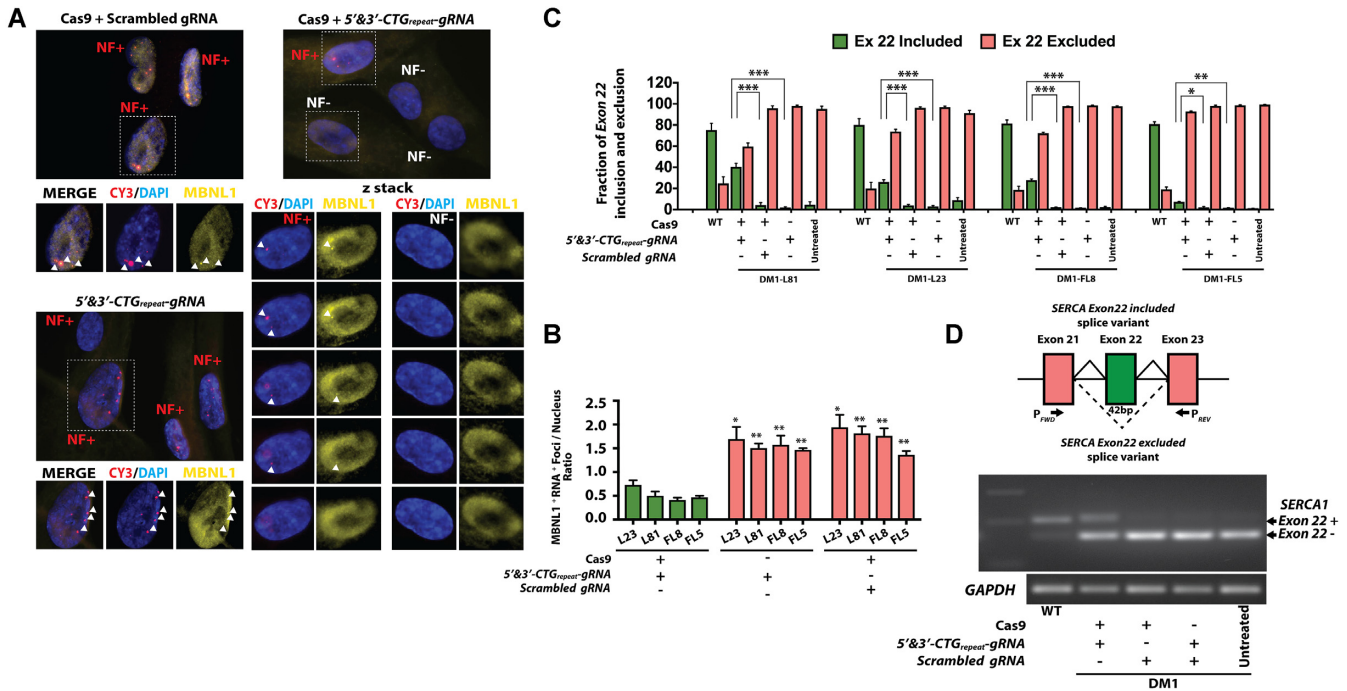 A
Cas9 + Scrambled gRNA
NF+
NF+
NF+
MERGE CY3/DAPI MBNL1
5'&3'-CTGrepeat-gRNA
NF+
NF+
NF+
NF+
MERGE CY3/DAPI MBNL1
Cas9 + 5'&3'-CTGrepeat-gRNA
NF+
NF-
NF-
NF-
z stack
CY3/DAPI MBNL1 CY3/DAPI MBNL1
NF+ NF-
B
MBNL1 +RNA + Foci / Nucleus
Ratio
2.5
2.0
1.5
1.0
0.5
0.0
* ** ** ** * ** ** **
L23 L81 FL8 FL5 L23 L81 FL8 FL5 L23 L81 FL8 FL5
Cas9 + - +
5'&3'-CTGrepeat-gRNA + + -
Scrambled gRNA - - +
C
Ex 22 Included Ex 22 Excluded
Fraction of Exon 22
inclusion and exclusion
120
100
80
60
40
20
0
*** *** *** **
*** *** *** *
Cas9 WT + + - Untreated WT + + - Untreated WT + + - Untreated WT + + - Untreated
5'&3'-CTGrepeat-gRNA + - + + - + + - + + - +
Scrambled gRNA - + - + - + - +
DM1-L81 DM1-L23 DM1-FL8 DM1-FL5
D
SERCA Exon22 included
splice variant
Exon 21 Exon 22 Exon 23
42bp
PFWD PREV
SERCA Exon22 excluded
splice variant
SERCA1
Exon 22 +
Exon 22 -
GAPDH
WT
Cas9 + + - Untreated
5'&3'-CTGrepeat-gRNA + - +
Scrambled gRNA - + +
DM1